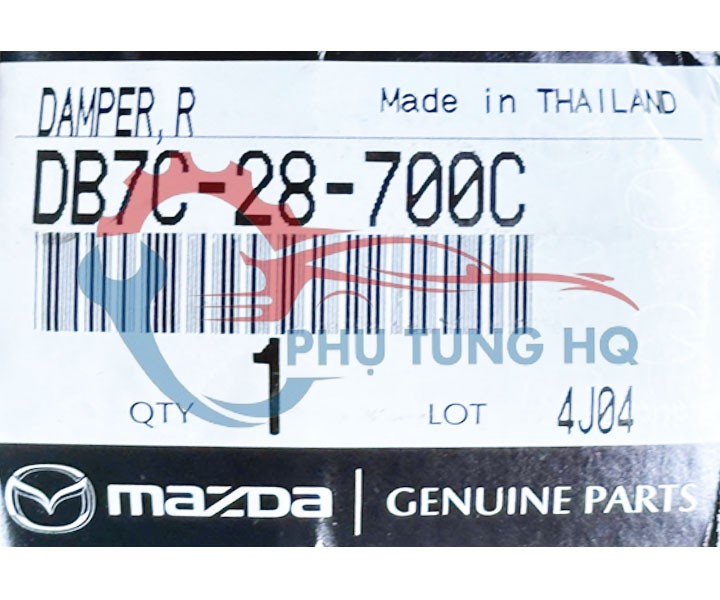 DAMPER, R
Made in THAILAND
DB7C-28-700C
PHỤ TÙNG HQ
1
QTY
LOT 4J04
mazda | GENUINE PARTS